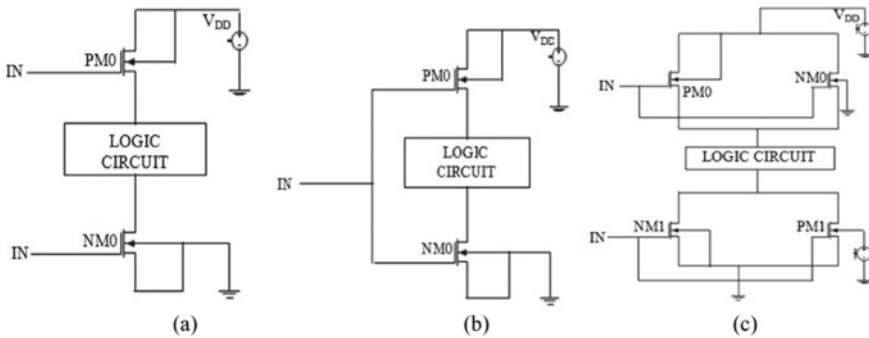 V_DD
PM0
IN
LOGIC
CIRCUIT
IN
NM0
(a)
V_DD
PM0
LOGIC
CIRCUIT
IN
NM0
(b)
V_DD
IN
PM0
NM0
LOGIC CIRCUIT
IN
NM1
PM1
(c)